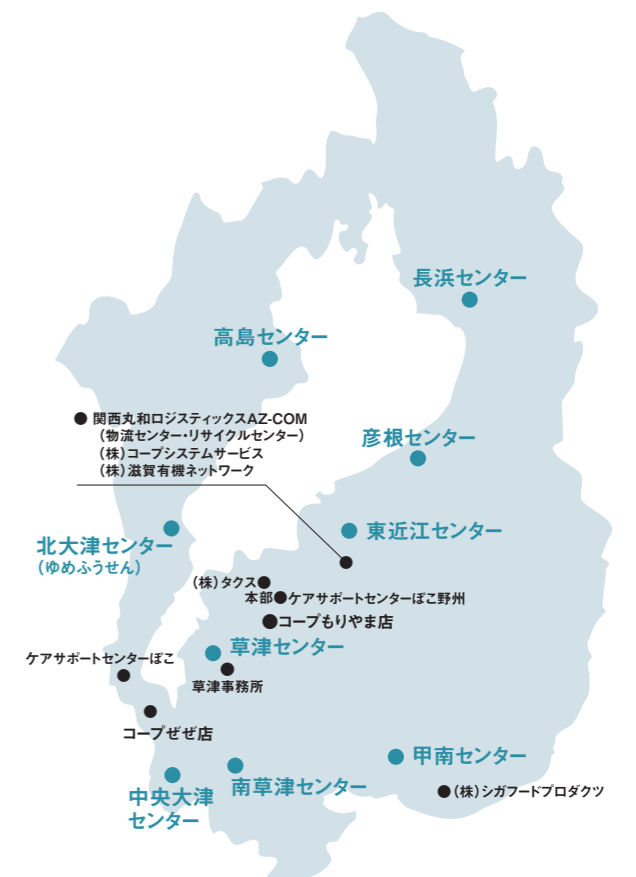 長浜センター
高島センター
関西丸和ロジスティックスAZ-COM
(物流センター・リサイクルセンター)
(株)コープシステムサービス
(株)滋賀有機ネットワーク
彦根センター
東近江センター
北大津センター
(ゆめふうせん)
(株)タクス
本部 ケアサポートセンターぽこ野州
コープもりやま店
草津センター
ケアサポートセンターぽこ
草津事務所
コープぜぜ店
甲南センター
南草津センター
(株)シガフードプロダクツ
中央大津
センター